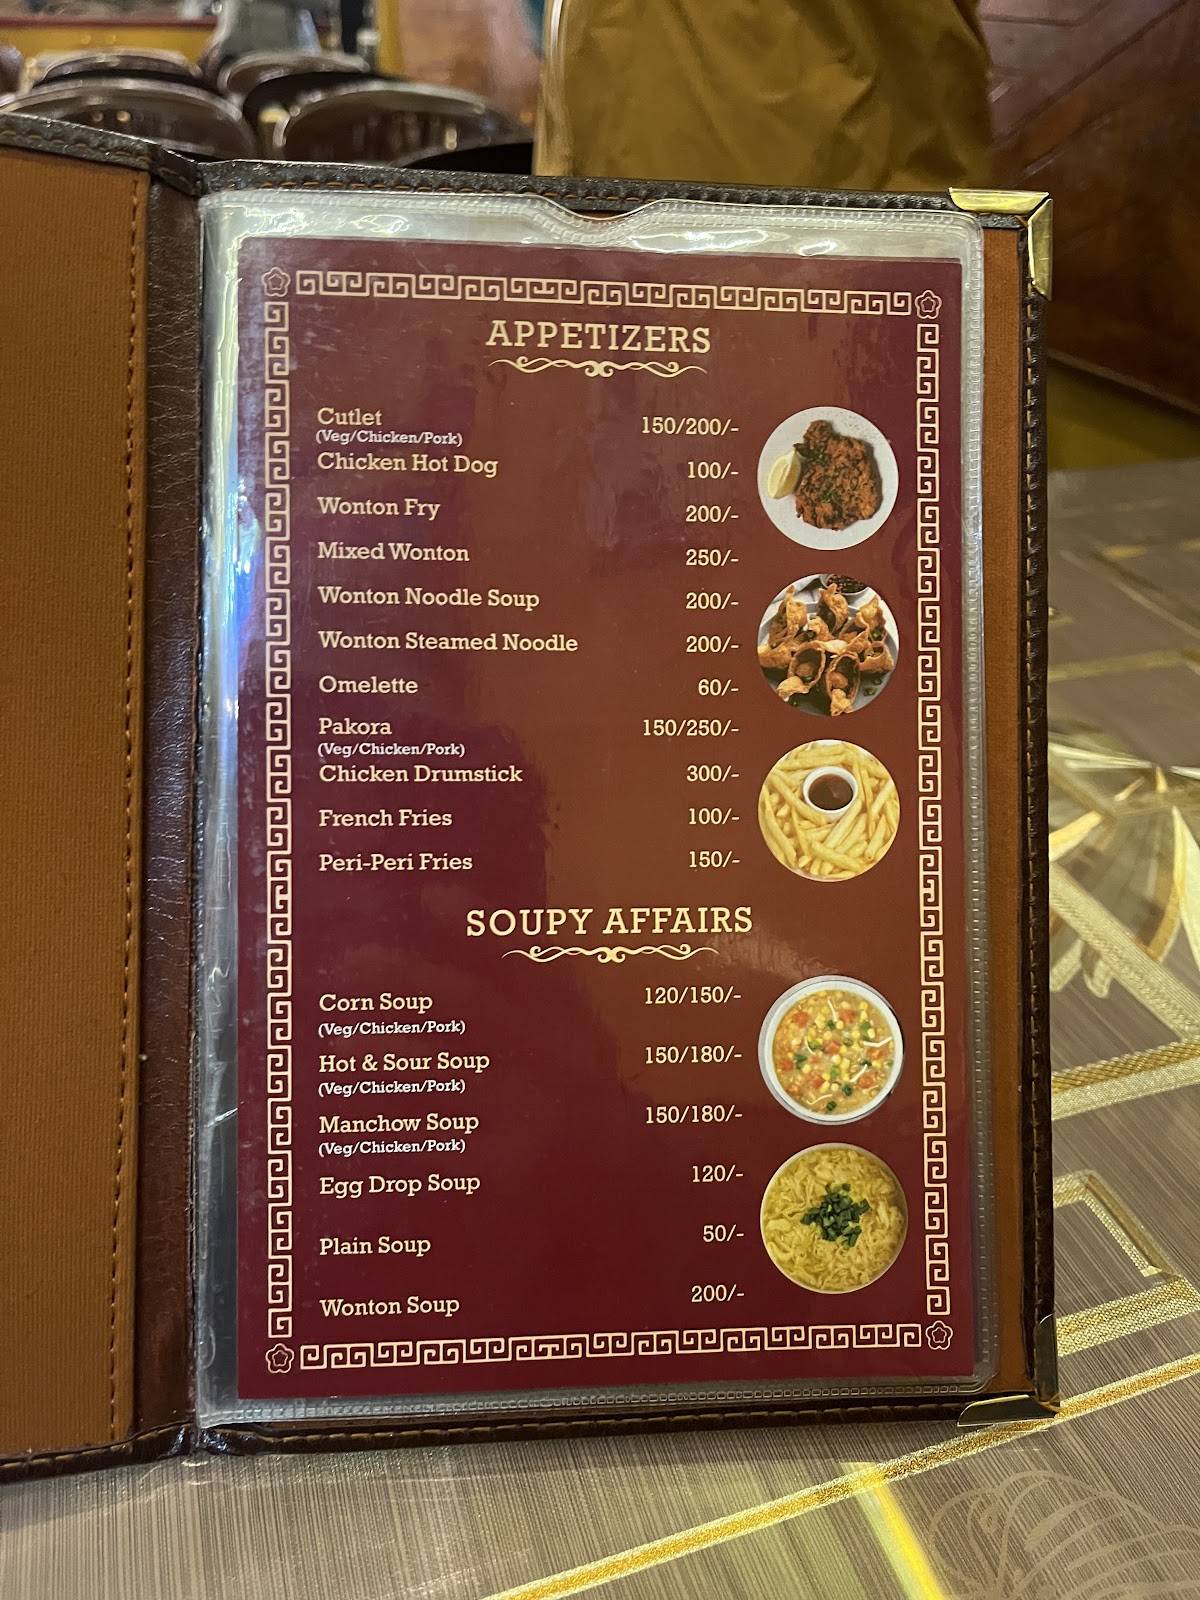 APPETIZERS
Cutlet 150/200/-
(Veg/Chicken/Pork)
Chicken Hot Dog 100/-
Wonton Fry 200/-
Mixed Wonton 250/-
Wonton Noodle Soup 200/-
Wonton Steamed Noodle 200/-
Omelette 60/-
Pakora 150/250/-
(Veg/Chicken/Pork)
Chicken Drumstick 300/-
French Fries 100/-
Peri-Peri Fries 150/-
SOUPY AFFAIRS
Corn Soup 120/150/-
(Veg/Chicken/Pork)
Hot & Sour Soup 150/180/-
(Veg/Chicken/Pork)
Manchow Soup 150/180/-
(Veg/Chicken/Pork)
Egg Drop Soup 120/-
Plain Soup 50/-
Wonton Soup 200/-